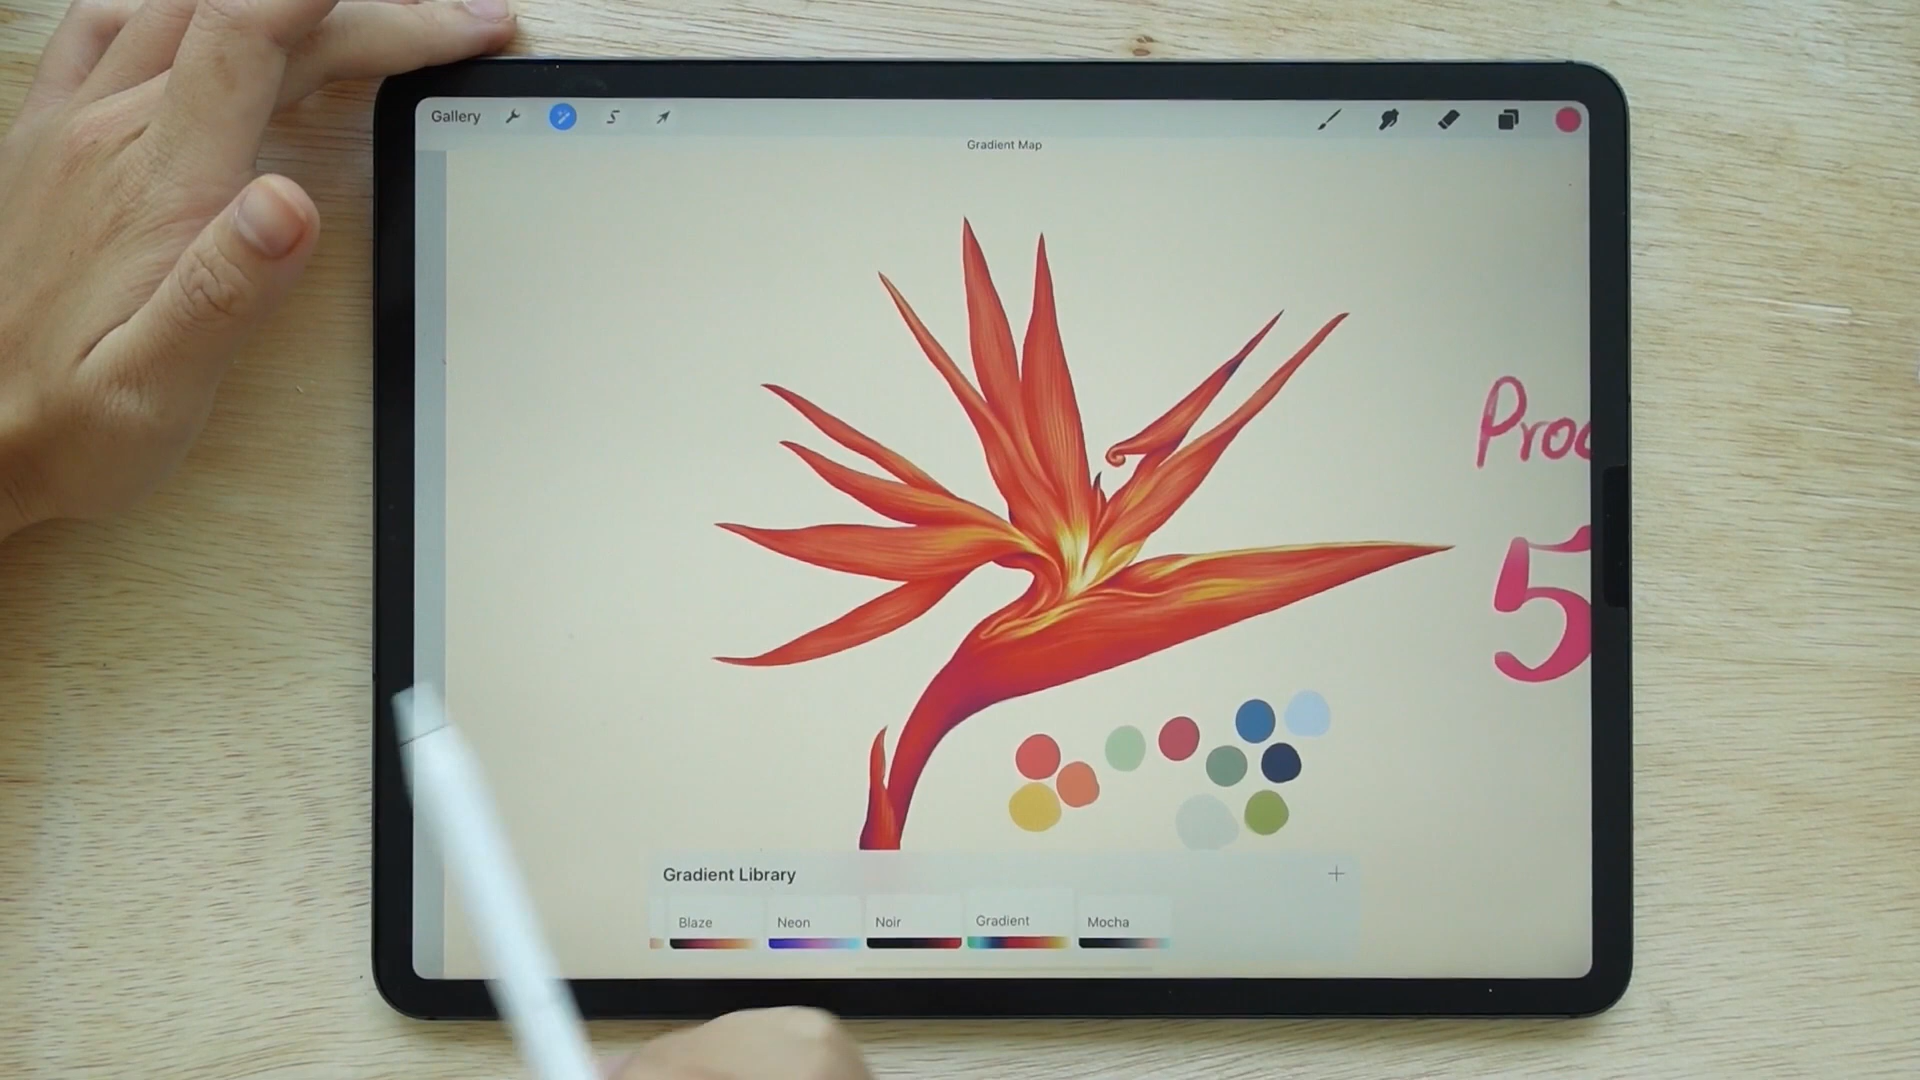 Gallery
Gradient Map
Proc
5
Gradient Library
Blaze
Neon
Noir
Gradient
Mocha